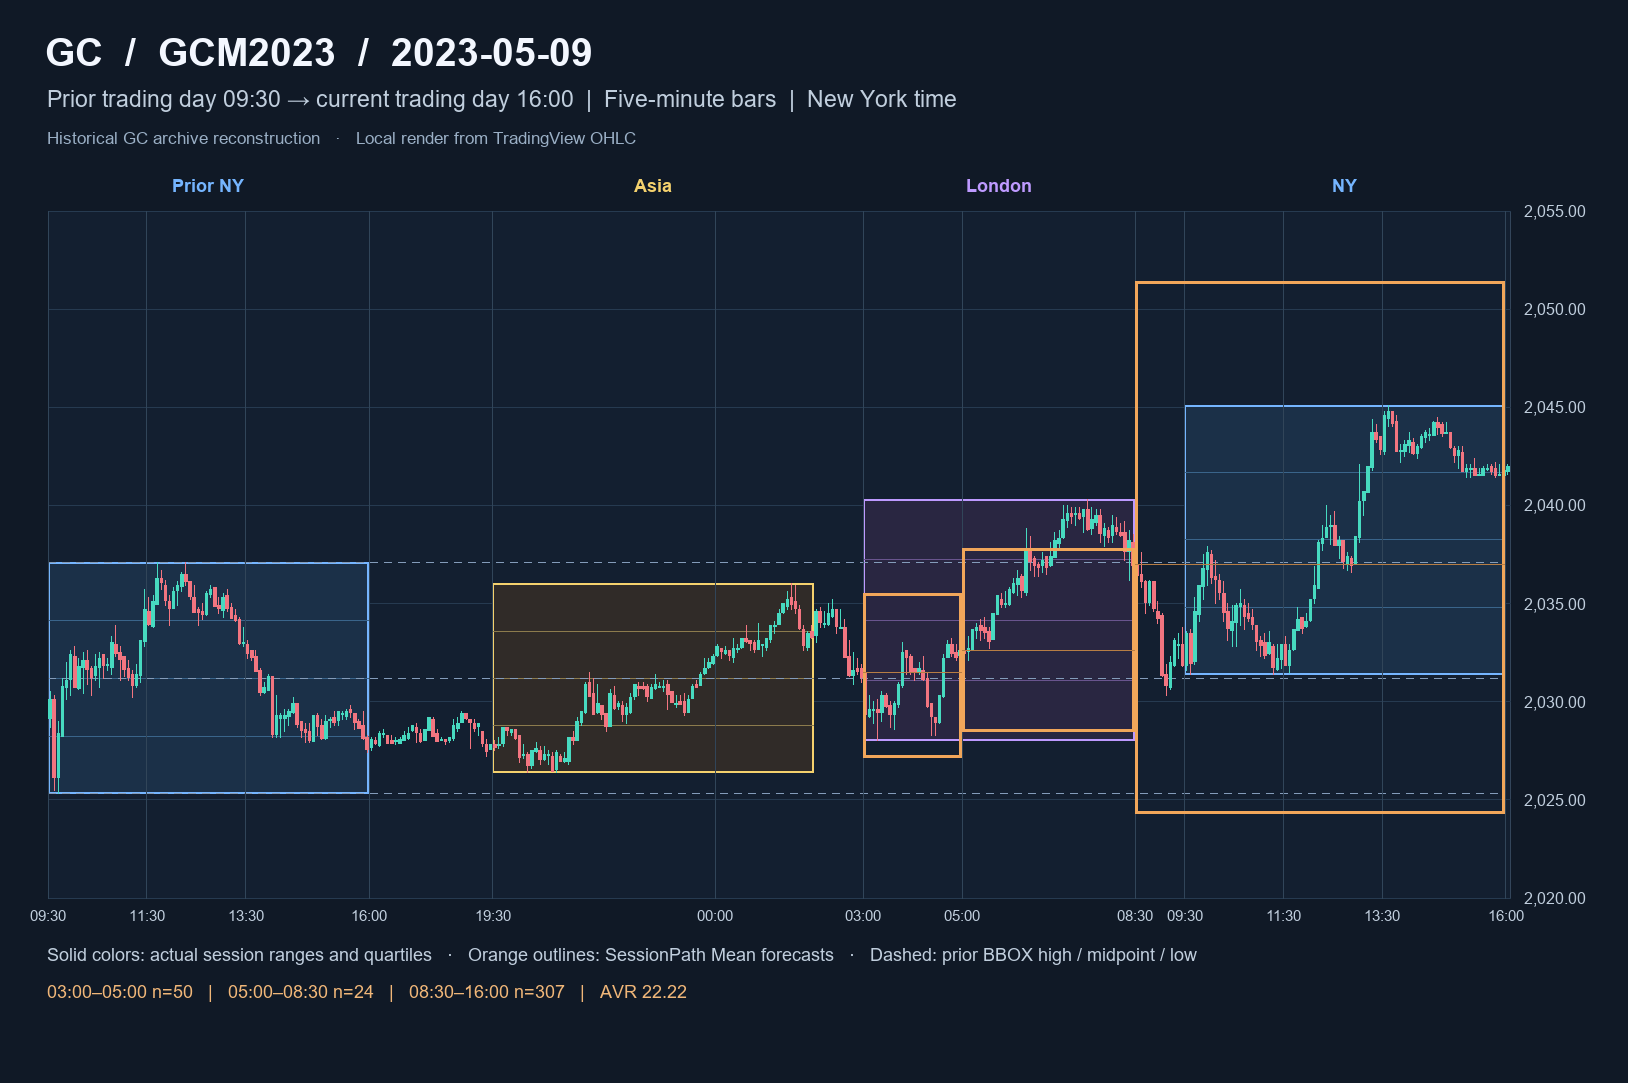 GC / GCM2023 / 2023-05-09
Prior trading day 09:30 → current trading day 16:00 | Five-minute bars | New York time
Historical GC archive reconstruction · Local render from TradingView OHLC
Prior NY Asia London NY
2,055.00
2,050.00
2,045.00
2,040.00
2,035.00
2,030.00
2,025.00
2,020.00
09:30 11:30 13:30 16:00 19:30 00:00 03:00 05:00 08:30 09:30 11:30 13:30 16:00
Solid colors: actual session ranges and quartiles · Orange outlines: SessionPath Mean forecasts · Dashed: prior BBOX high / midpoint / low
03:00–05:00 n=50 | 05:00–08:30 n=24 | 08:30–16:00 n=307 | AVR 22.22